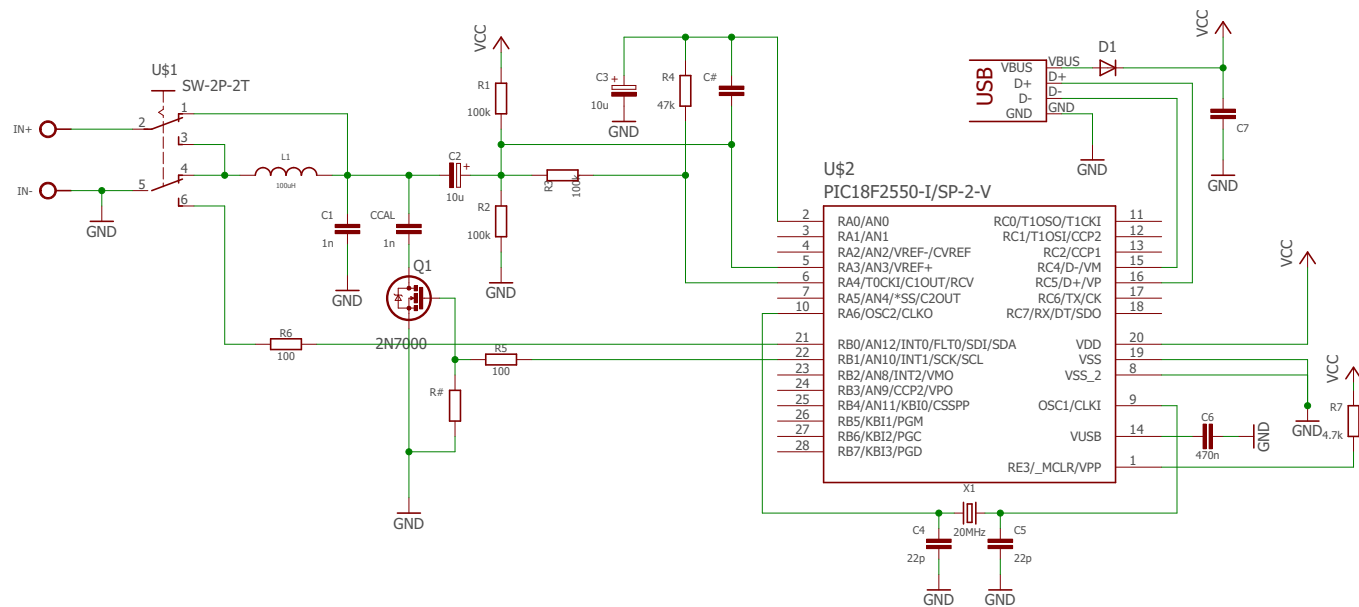 U$1
SW-2P-2T
IN+
2
1
3
4
IN-
5
6
GND
L1
100uH
C1
1n
GND
CCAL
1n
C2
+
10u
VCC
R1
100k
R2
100k
GND
R3
100k
Q1
2N7000
R6
100
R5
100
R#
GND
C3
+
10u
GND
R4
47k
C#
USB
VBUS
D+
D-
GND
VBUS
D+
D-
GND
D1
VCC
C7
GND
GND
U$2
PIC18F2550-I/SP-2-V
2 RA0/AN0 RC0/T1OSO/T1CKI 11
3 RA1/AN1 RC1/T1OSI/CCP2 12
4 RA2/AN2/VREF-/CVREF RC2/CCP1 13
5 RA3/AN3/VREF+ RC4/D-/VM 15
6 RA4/T0CKI/C1OUT/RCV RC5/D+/VP 16
7 RA5/AN4/*SS/C2OUT RC6/TX/CK 17
10 RA6/OSC2/CLKO RC7/RX/DT/SDO 18
21 RB0/AN12/INT0/FLT0/SDI/SDA VDD 20
22 RB1/AN10/INT1/SCK/SCL VSS 19
23 RB2/AN8/INT2/VMO VSS_2 8
24 RB3/AN9/CCP2/VPO
25 RB4/AN11/KBI0/CSSPP OSC1/CLKI 9
26 RB5/KBI1/PGM
27 RB6/KBI2/PGC VUSB 14
28 RB7/KBI3/PGD
RE3/_MCLR/VPP 1
VCC
GND
VCC
R7
4.7k
C6
470n
GND
X1
20MHz
C4
22p
GND
C5
22p
GND